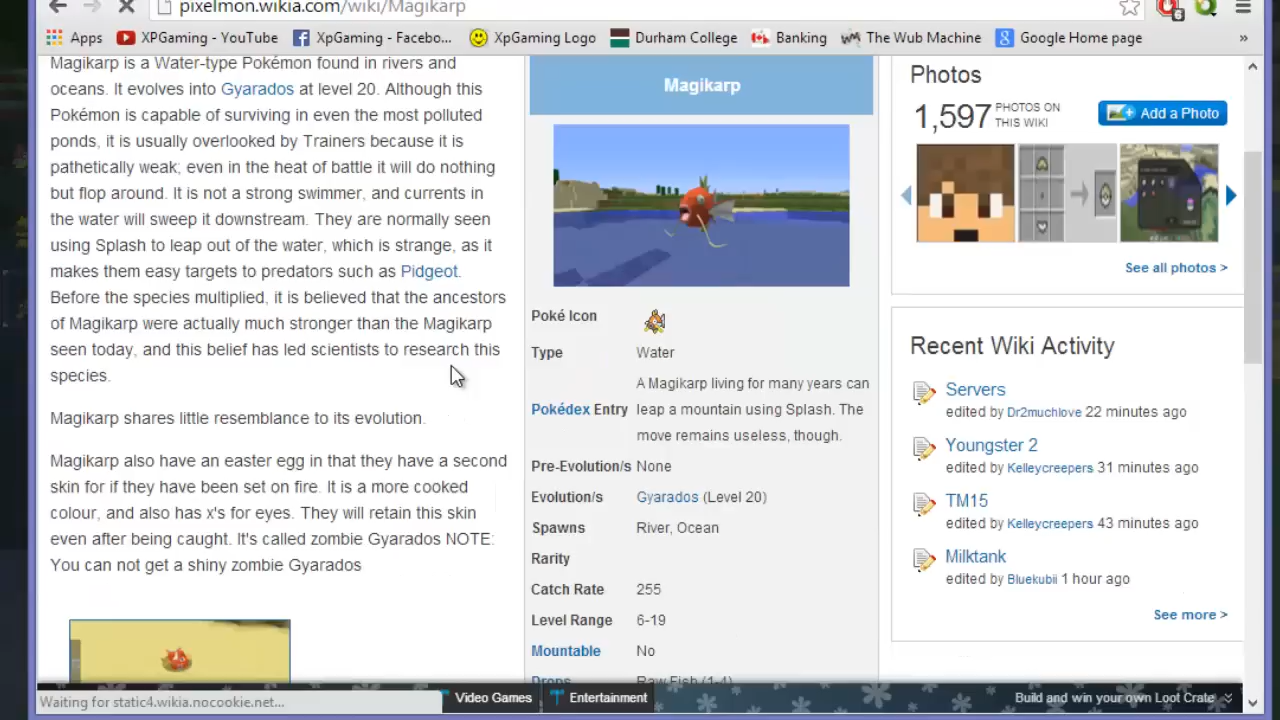 pixelmon.wikia.com/wiki/Magikarp
6
Apps XPGaming - YouTube XpGaming - Facebo... XpGaming Logo Durham College Banking The Wub Machine Google Home page »
Magikarp is a Water-type Pokémon found in rivers and
oceans. It evolves into Gyarados at level 20. Although this
Pokémon is capable of surviving in even the most polluted
ponds, it is usually overlooked by Trainers because it is
pathetically weak; even in the heat of battle it will do nothing
but flop around. It is not a strong swimmer, and currents in
the water will sweep it downstream. They are normally seen
using Splash to leap out of the water, which is strange, as it
makes them easy targets to predators such as Pidgeot.
Before the species multiplied, it is believed that the ancestors
of Magikarp were actually much stronger than the Magikarp
seen today, and this belief has led scientists to research this
species.
Magikarp shares little resemblance to its evolution.
Magikarp also have an easter egg in that they have a second
skin for if they have been set on fire. It is a more cooked
colour, and also has x's for eyes. They will retain this skin
even after being caught. It's called zombie Gyarados NOTE:
You can not get a shiny zombie Gyarados
Magikarp
Poké Icon
Type Water
Pokédex Entry A Magikarp living for many years can
leap a mountain using Splash. The
move remains useless, though.
Pre-Evolution/s None
Evolution/s Gyarados (Level 20)
Spawns River, Ocean
Rarity
Catch Rate 255
Level Range 6-19
Mountable No
Drops Raw Fish (1-4)
Photos
1,597 PHOTOS ON
THIS WIKI
Add a Photo
See all photos >
Recent Wiki Activity
Servers
edited by Dr2muchlove 22 minutes ago
Youngster 2
edited by Kelleycreepers 31 minutes ago
TM15
edited by Kelleycreepers 43 minutes ago
Milktank
edited by Bluekubii 1 hour ago
See more >
Waiting for static4.wikia.nocookie.net...
Video Games Entertainment Build and win your own Loot Crate